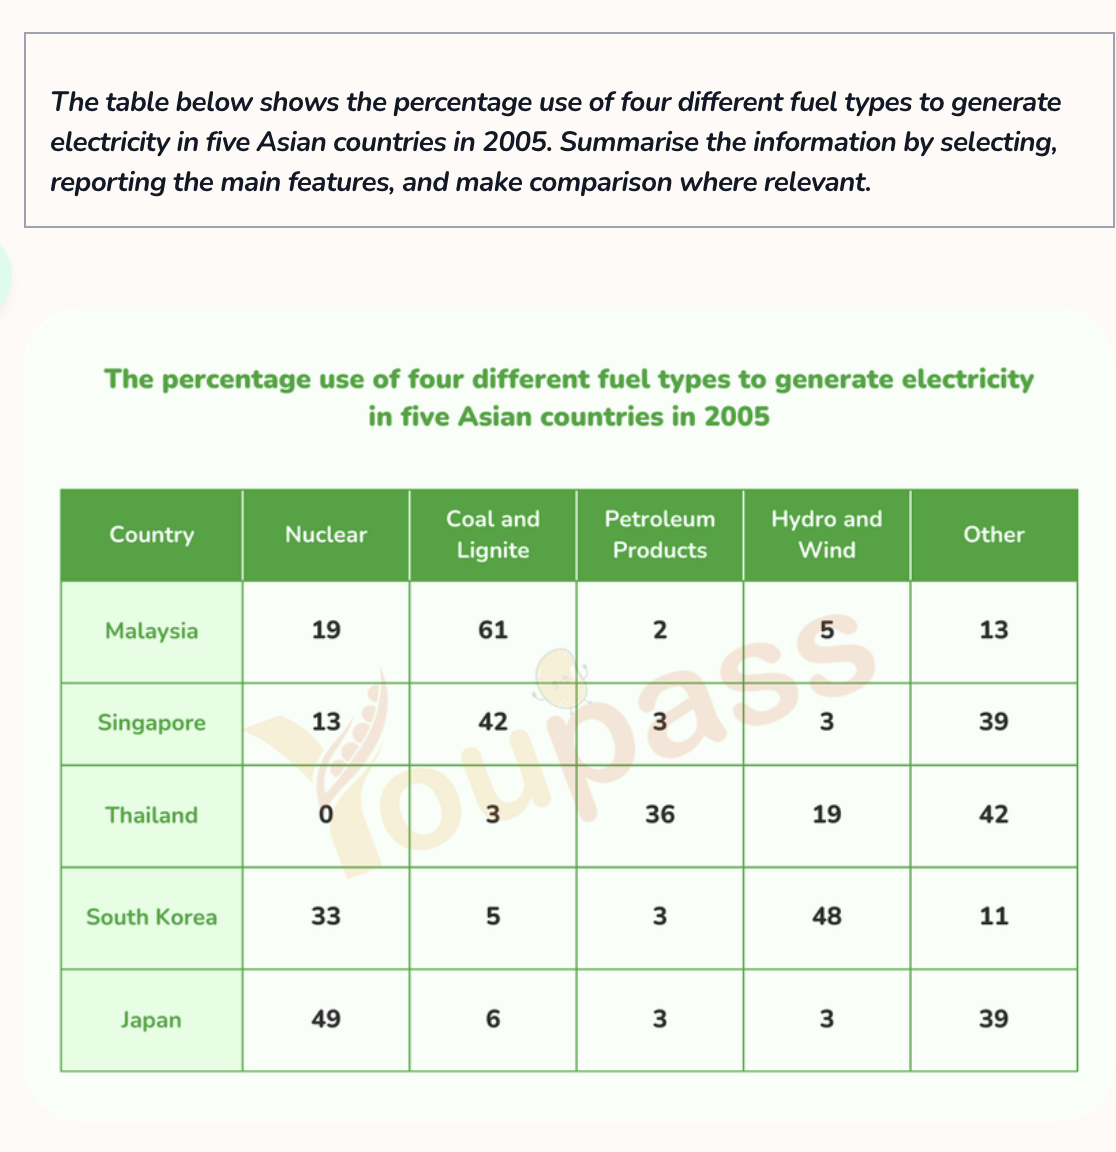 The table below shows the percentage use of four different fuel types to generate
electricity in five Asian countries in 2005. Summarise the information by selecting,
reporting the main features, and make comparison where relevant.
The percentage use of four different fuel types to generate electricity
in five Asian countries in 2005
Country Nuclear Coal and Lignite Petroleum Products Hydro and Wind Other
Malaysia 19 61 2 5 13
Singapore 13 42 3 3 39
Thailand 0 3 36 19 42
South Korea 33 5 3 48 11
Japan 49 6 3 3 39
Youpass